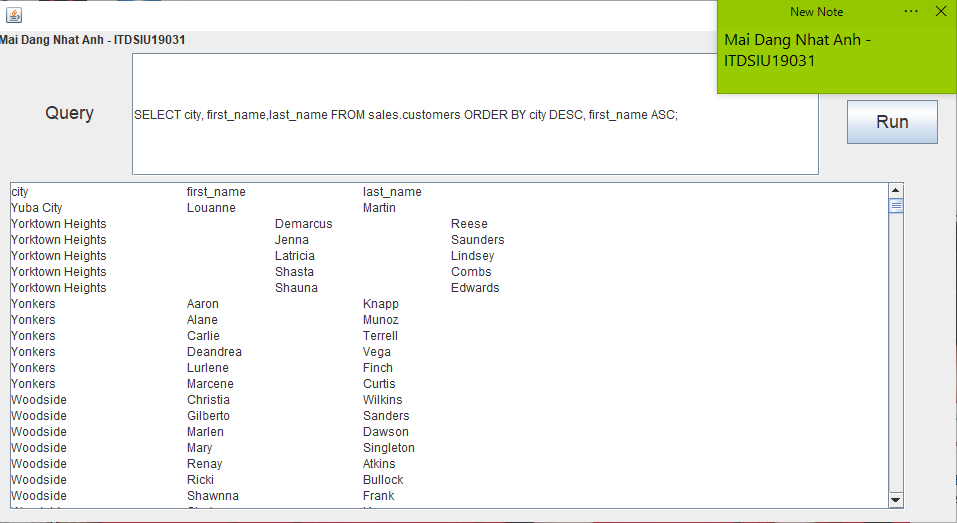 New Note
Mai Dang Nhat Anh -
ITDSIU19031
Mai Dang Nhat Anh - ITDSIU19031
Query
SELECT city, first_name,last_name FROM sales.customers ORDER BY city DESC, first_name ASC;
Run
city first_name last_name
Yuba City Louanne Martin
Yorktown Heights Demarcus Reese
Yorktown Heights Jenna Saunders
Yorktown Heights Latricia Lindsey
Yorktown Heights Shasta Combs
Yorktown Heights Shauna Edwards
Yonkers Aaron Knapp
Yonkers Alane Munoz
Yonkers Carlie Terrell
Yonkers Deandrea Vega
Yonkers Lurlene Finch
Yonkers Marcene Curtis
Woodside Christia Wilkins
Woodside Gilberto Sanders
Woodside Marlen Dawson
Woodside Mary Singleton
Woodside Renay Atkins
Woodside Ricki Bullock
Woodside Shawnna Frank